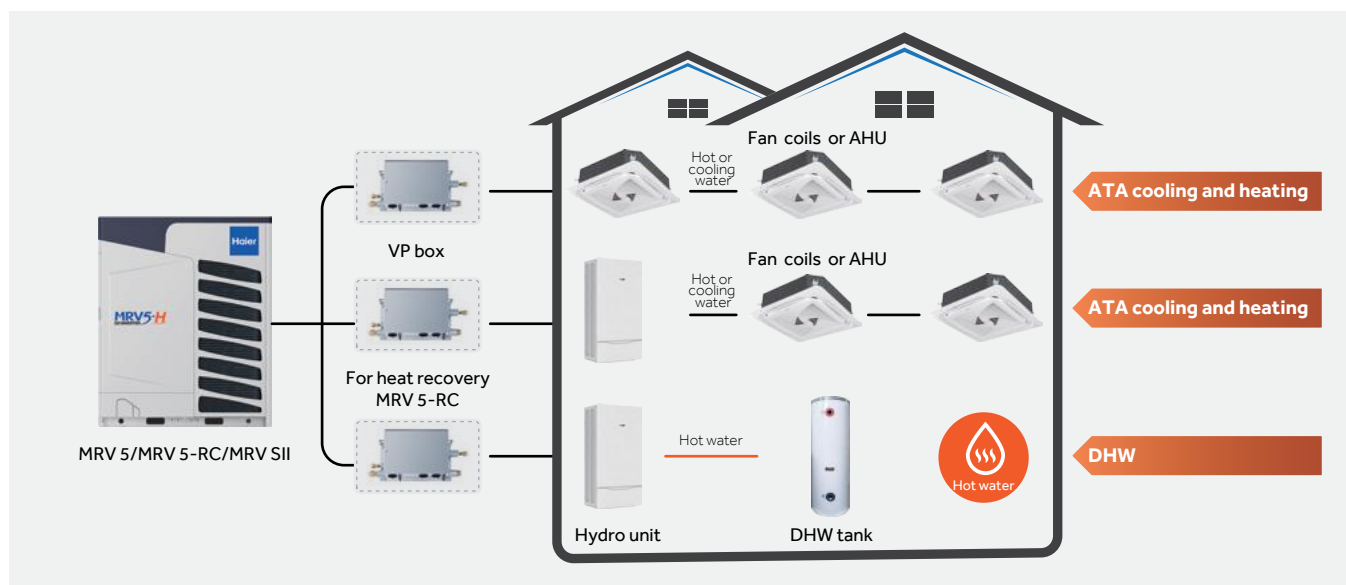 Fan coils or AHU
Hot or
cooling
water
ATA cooling and heating
VP box
Haier
MRV5-H
Fan coils or AHU
Hot or
cooling
water
ATA cooling and heating
For heat recovery
MRV 5-RC
MRV 5/MRV 5-RC/MRV SII
Hot water
Hot water
DHW
Hydro unit
DHW tank